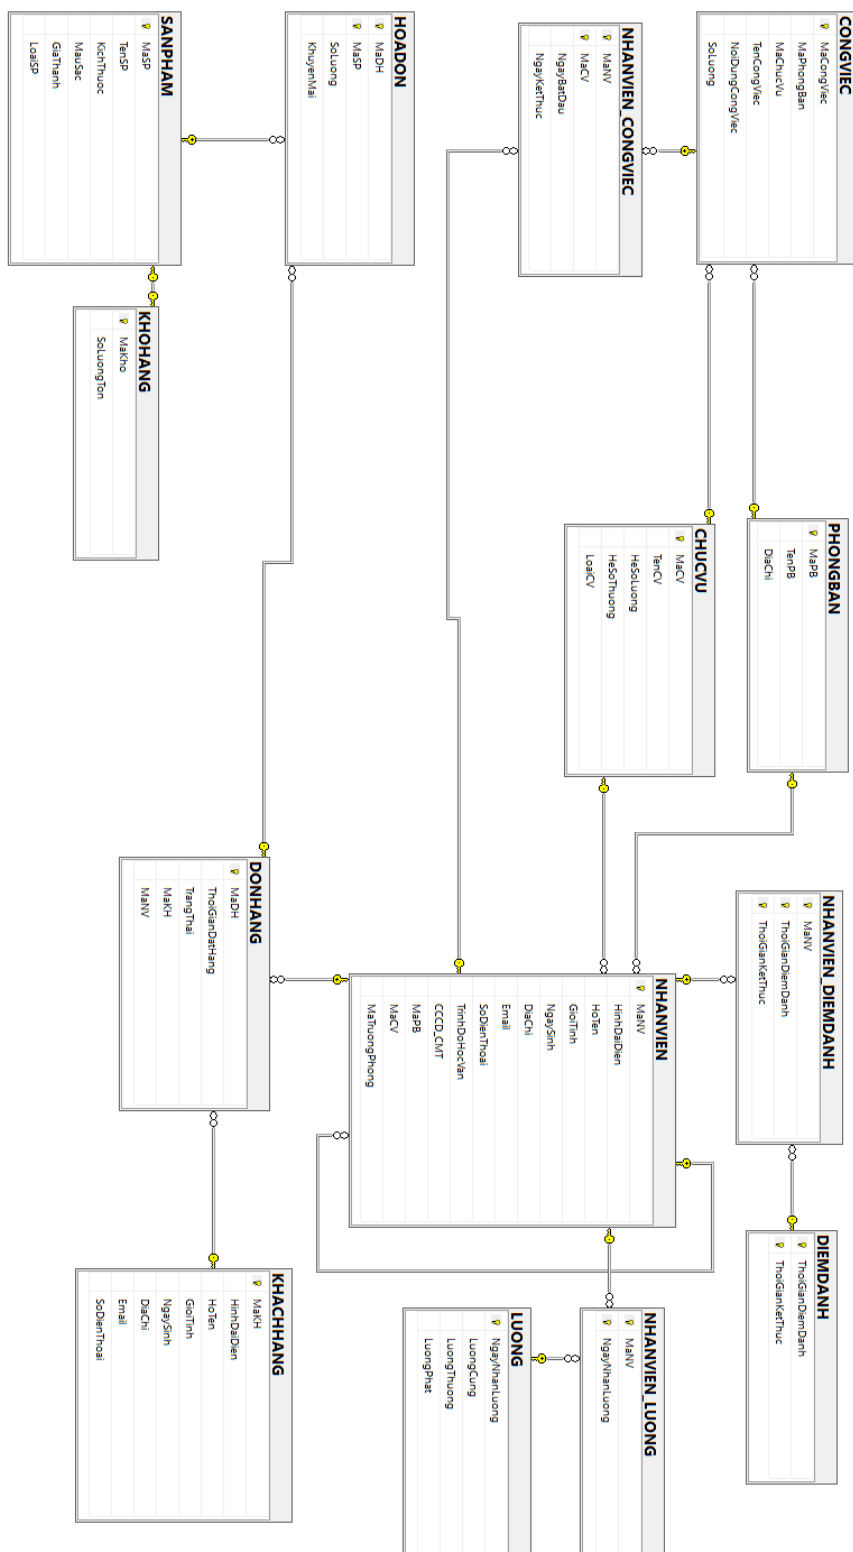 CONGVIEC
MaCongViec
MaPhongBan
MaChucVu
TenCongViec
NoiDungCongViec
SoLuong
PHONGBAN
MaPB
TenPB
DiaChi
NHANVIEN_DIEMDANH
MaNV
ThoiGianDiemDanh
ThoiGianKetThuc
DIEMDANH
ThoiGianDiemDanh
ThoiGianKetThuc
NHANVIEN_CONGVIEC
MaNV
MaCV
NgayBatDau
NgayKetThuc
CHUCVU
MaCV
TenCV
HeSoLuong
HeSoThuong
LoaiCV
NHANVIEN
MaNV
HinhDaiDien
HoTen
GioiTinh
NgaySinh
DiaChi
Email
SoDienThoai
TrinhDoHocVan
CCCD_CMT
MaPB
MaCV
MaTruongPhong
NHANVIEN_LUONG
MaNV
NgayNhanLuong
LUONG
NgayNhanLuong
LuongCung
LuongThuong
LuongPhat
HOADON
MaDH
MaSP
SoLuong
KhuyenMai
DONHANG
MaDH
ThoiGianDatHang
TrangThai
MaKH
MaNV
KHACHHANG
MaKH
HinhDaiDien
HoTen
GioiTinh
NgaySinh
DiaChi
Email
SoDienThoai
SANPHAM
MaSP
TenSP
KichThuoc
MauSac
GiaThanh
LoaiSP
KHOHANG
MaKho
SoLuongTon